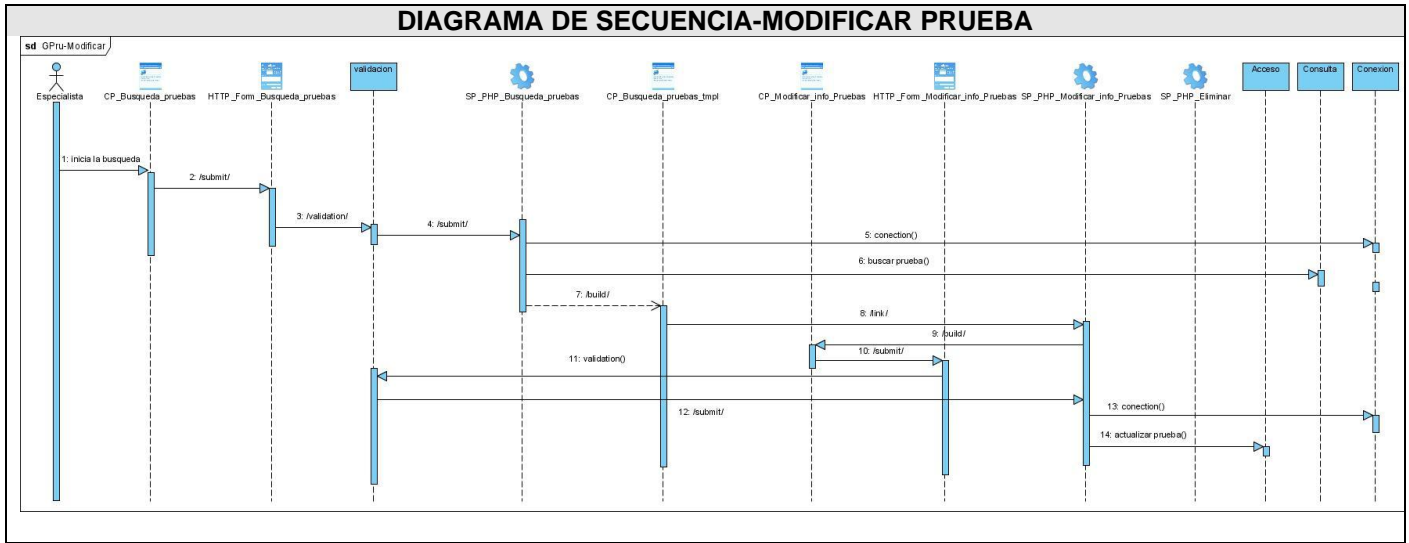 DIAGRAMA DE SECUENCIA-MODIFICAR PRUEBA
sd GPru-Modificar
Especialista
CP_Busqueda_pruebas
HTTP_Form_Busqueda_pruebas
validacion
SP_PHP_Busqueda_pruebas
CP_Busqueda_pruebas_tmpl
CP_Modificar_info_Pruebas
HTTP_Form_Modificar_info_Pruebas
SP_PHP_Modificar_info_Pruebas
SP_PHP_Eliminar
Acceso
Consulta
Conexion
1: inicia la busqueda
2: /submit/
3: /validation/
4: /submit/
5: conection()
6: buscar prueba()
7: /build/
8: /link/
9: /build/
10: /submit/
11: validation()
12: /submit/
13: conection()
14: actualizar prueba()